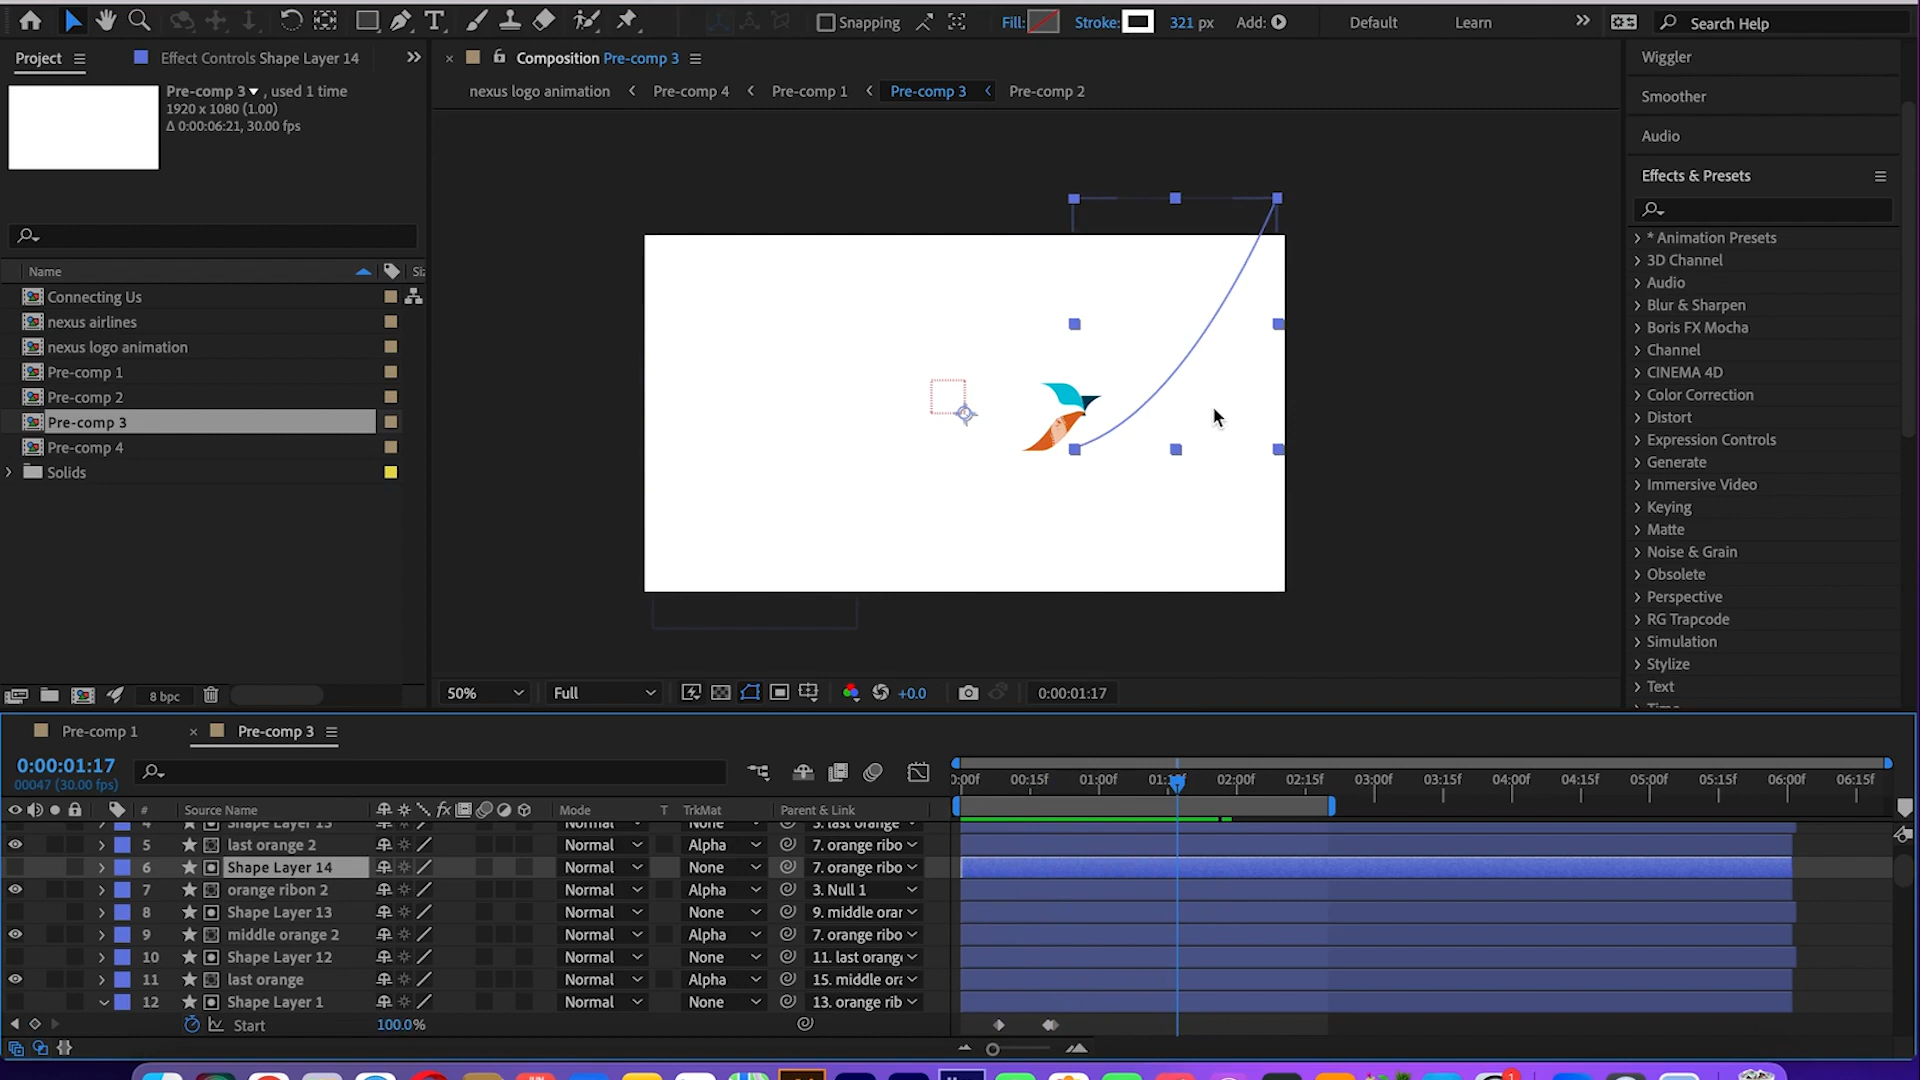 Snapping
Fill:
Stroke:
321 px
Add:
Default
Learn
Search Help
Project
Effect Controls Shape Layer 14
Composition Pre-comp 3
Wiggler
Pre-comp 3 , used 1 time
1920 x 1080 (1.00)
Δ 0:00:06:21, 30.00 fps
nexus logo animation
Pre-comp 4
Pre-comp 1
Pre-comp 3
Pre-comp 2
Smoother
Audio
Effects & Presets
Name
Connecting Us
nexus airlines
nexus logo animation
Pre-comp 1
Pre-comp 2
Pre-comp 3
Pre-comp 4
Solids
* Animation Presets
3D Channel
Audio
Blur & Sharpen
Boris FX Mocha
Channel
CINEMA 4D
Color Correction
Distort
Expression Controls
Generate
Immersive Video
Keying
Matte
Noise & Grain
Obsolete
Perspective
RG Trapcode
Simulation
Stylize
Text
8 bpc
50%
Full
+0.0
0:00:01:17
Pre-comp 1
Pre-comp 3
0:00:01:17
00047 (30.00 fps)
:00f 00:15f 01:00f 02:00f 02:15f 03:00f 03:15f 04:00f 04:15f 05:00f 05:15f 06:00f 06:15f
# Source Name fx Mode T TrkMat Parent & Link
5 last orange 2 Normal Alpha 7. orange ribo
6 Shape Layer 14 Normal None 7. orange ribo
7 orange ribon 2 Normal Alpha 3. Null 1
8 Shape Layer 13 Normal None 9. middle orar
9 middle orange 2 Normal Alpha 7. orange ribo
10 Shape Layer 12 Normal None 11. last orang
11 last orange Normal Alpha 15. middle or
12 Shape Layer 1 Normal None 13. orange rib
Start 100.0%